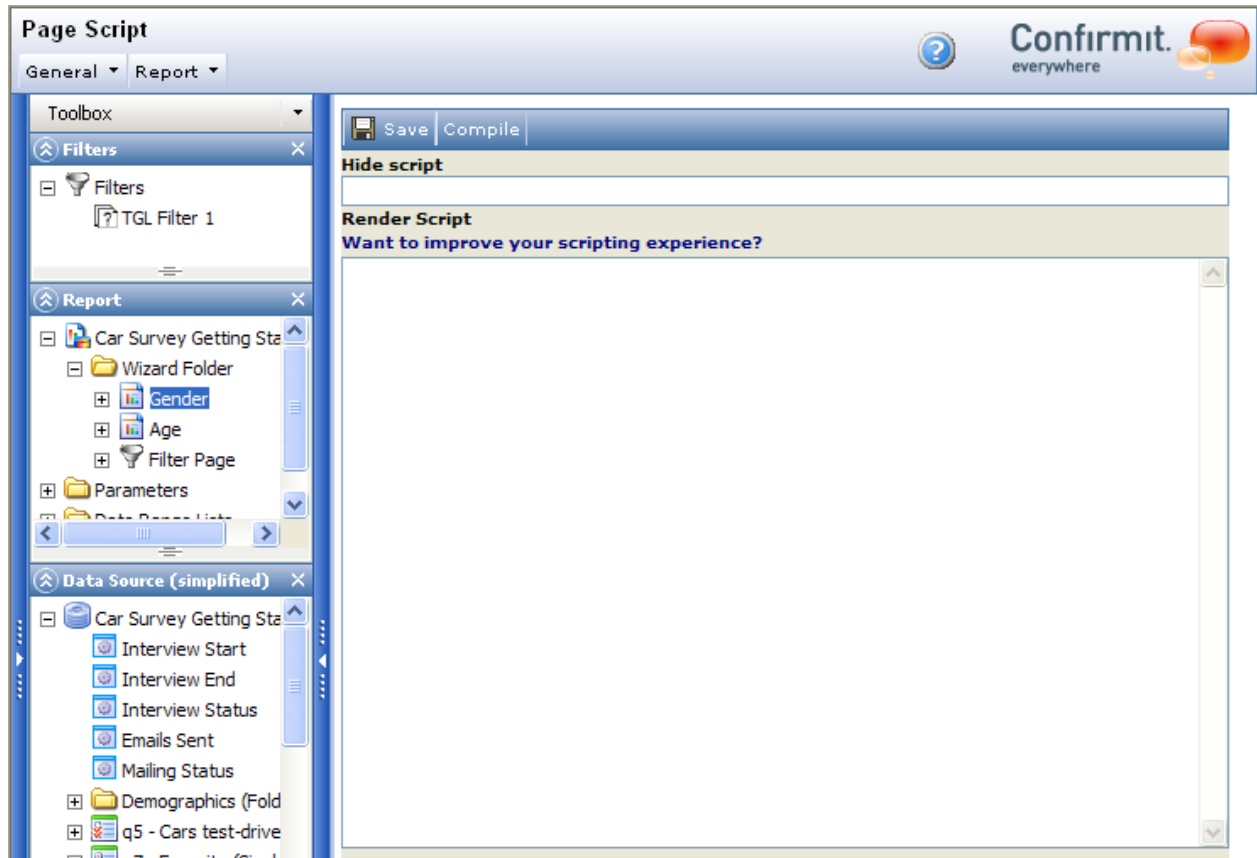 Page Script
General Report
Confirmit.
everywhere
Toolbox
Filters
Filters
TGL Filter 1
Report
Car Survey Getting Sta
Wizard Folder
Gender
Age
Filter Page
Parameters
Data Source (simplified)
Car Survey Getting Sta
Interview Start
Interview End
Interview Status
Emails Sent
Mailing Status
Demographics (Fold
q5 - Cars test-drive
Save Compile
Hide script
Render Script
Want to improve your scripting experience?